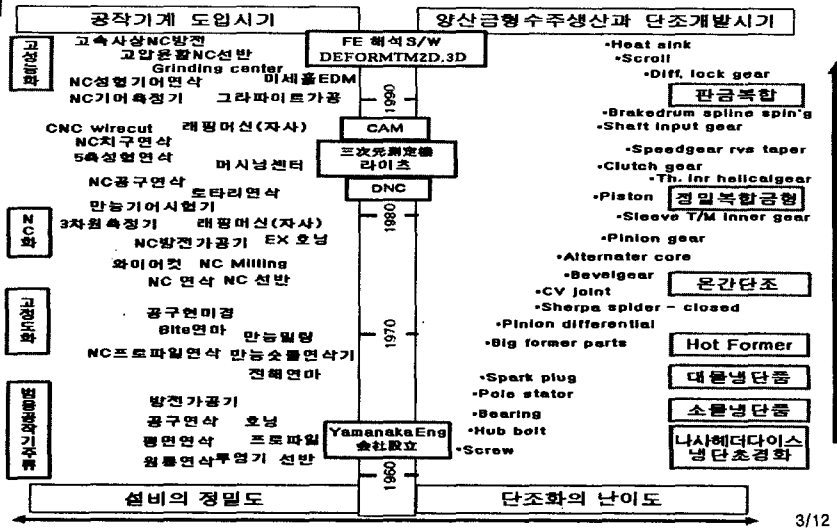 공작기계 도입시기
양산금형수주생산과 단조개발시기
고성능화
고속사상NC방전
고압윤활NC선반
Grinding center
NC성형기어연삭
미세홀EDM
NC기어측정기
그라파이트가공
FE 해석S/W
DEFORMTM2D.3D
1990
•Heat sink
•Scroll
•Diff, lock gear
판금복합
CNC wirecut
래핑머신(자사)
NC치구연삭
5축성형연삭
머시닝센터
NC공구연삭
로타리연삭
만능기어시험기
CAM
三次元測定機
라이츠
DNC
1980
•Brakedrum spline spin'g
•Shaft input gear
•Speedgear rvs taper
•Clutch gear
•Th. Inr helicalgear
•Piston
정밀복합금형
•Sleeve T/M inner gear
NC화
3차원측정기
래핑머신(자사)
NC방전가공기
EX 호닝
와이어컷
NC Milling
NC 연삭
NC 선반
•Pinion gear
•Alternater core
•Bevelgear
온간단조
•CV joint
•Sherpa spider – closed
고정도화
공구현미경
Bite연마
만능밀링
NC프로파일연삭
만능숫돌연삭기
전해연마
1970
•Pinion differential
•Big former parts
Hot Former
•Spark plug
대물냉단품
•Pole stator
범용공작기주류
방전가공기
공구연삭
호닝
평면연삭
프로파일
원통연삭
투영기
선반
YamanakaEng
会社設立
1960
•Bearing
소물냉단품
•Hub bolt
•Screw
나사헤더다이스
냉단초경화
설비의 정밀도
단조화의 난이도
3/12